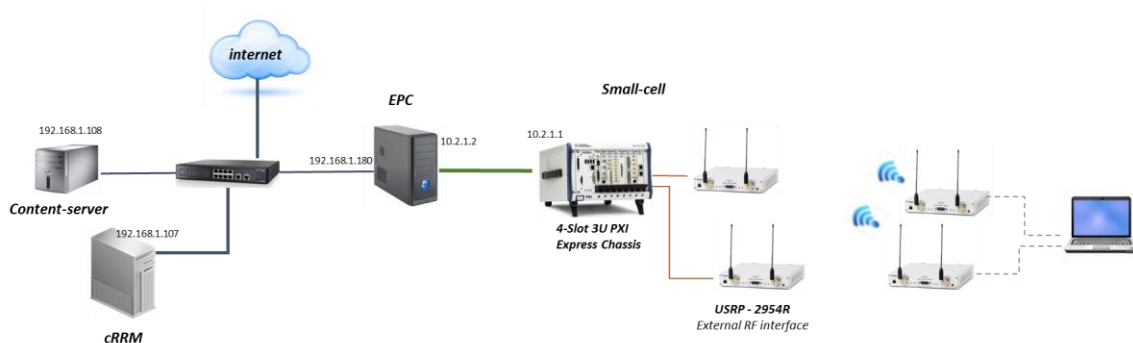 internet
EPC
Small-cell
192.168.1.108
10.2.1.2
10.2.1.1
192.168.1.180
Content-server
192.168.1.107
4-Slot 3U PXI
Express Chassis
cRRM
USRP - 2954R
External RF interface